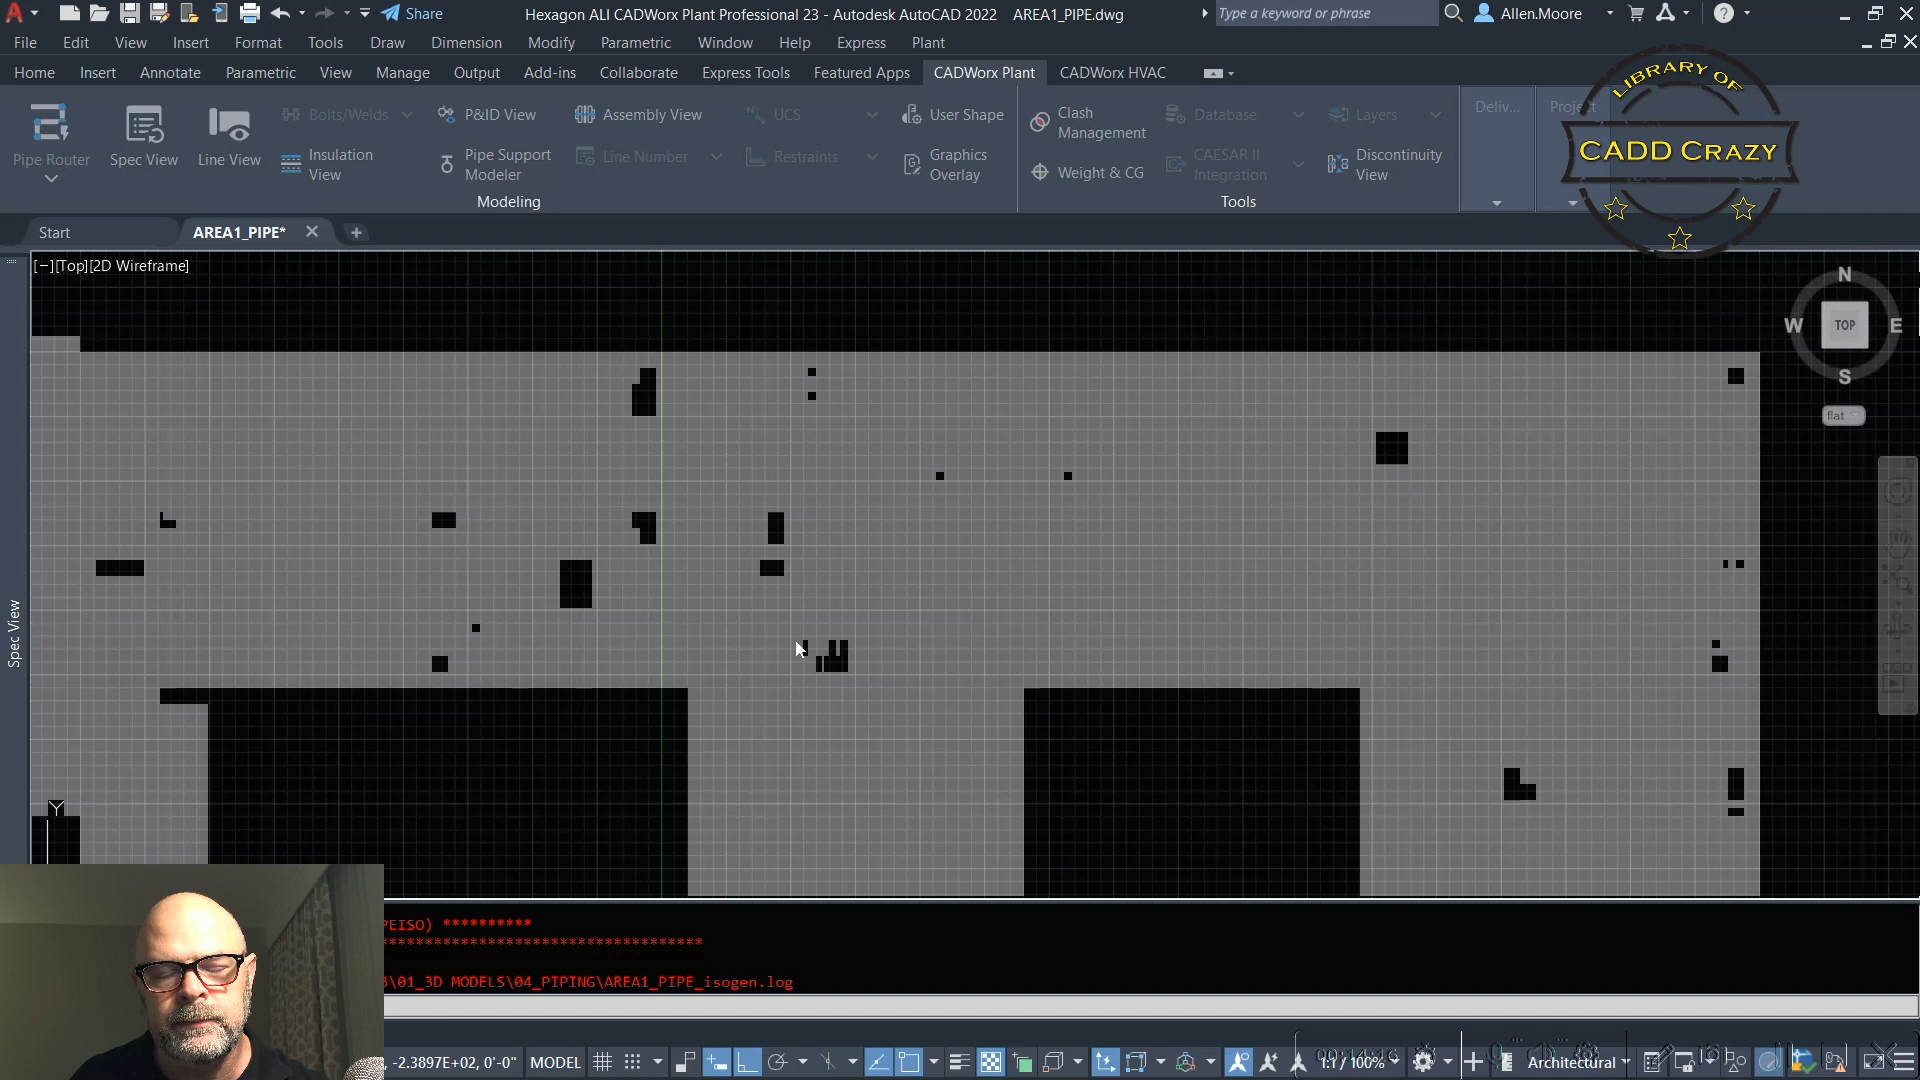 Share
Hexagon ALI CADWorx Plant Professional 23 - Autodesk AutoCAD 2022 AREA1_PIPE.dwg
Type a keyword or phrase
Allen.Moore
File Edit View Insert Format Tools Draw Dimension Modify Parametric Window Help Express Plant
Home Insert Annotate Parametric View Manage Output Add-ins Collaborate Express Tools Featured Apps CADWorx Plant CADWorx HVAC
Pipe Router
Spec View
Line View
Bolts/Welds
Insulation
View
P&ID View
Pipe Support
Modeler
Assembly View
Line Number
UCS
Restraints
User Shape
Graphics
Overlay
Modeling
Clash
Management
Weight & CG
Database
CAESAR II
Integration
Layers
Discontinuity
View
Tools
Deliv...
Project
LIBRARY OF
CADD CRAZY
Start
AREA1_PIPE*
[−][Top][2D Wireframe]
N
W TOP E
S
flat
Spec View
Y
PEISO) **********
\01_3D MODELS\04_PIPING\AREA1_PIPE_isogen.log
, -2.3897E+02, 0'-0" MODEL
1:1 / 100%
Architectural